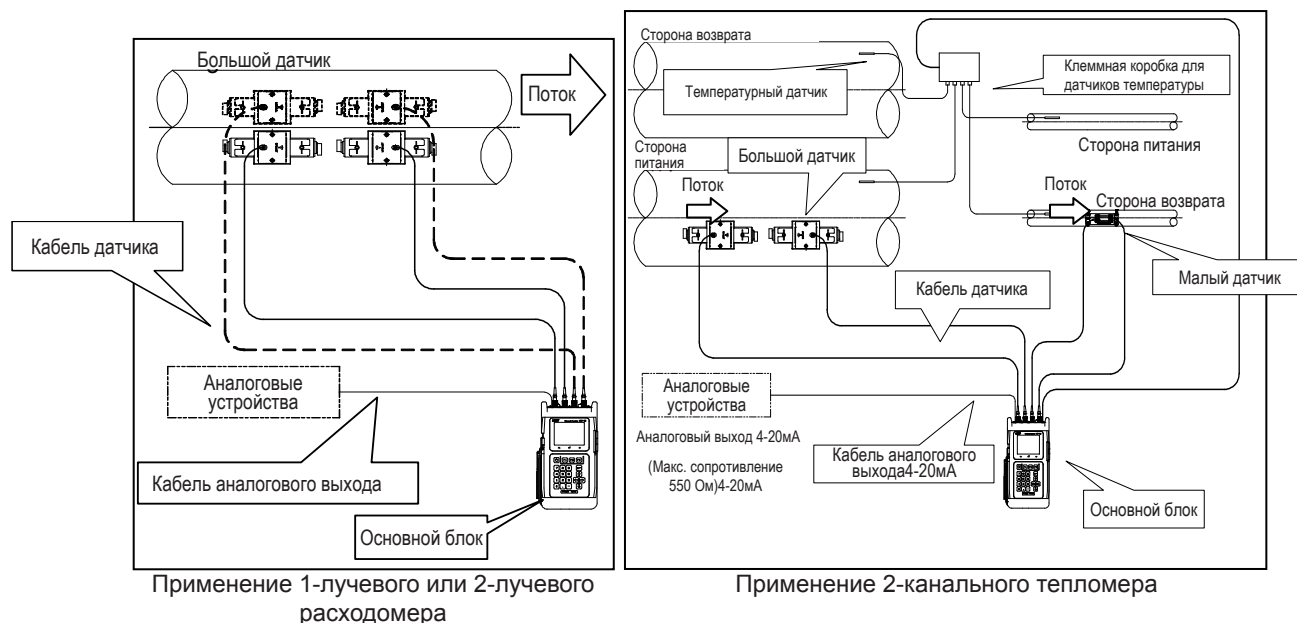 Большой датчик
Поток
Кабель датчика
Аналоговые
устройства
Кабель аналогового выхода
Основной блок
Применение 1-лучевого или 2-лучевого
расходомера
Сторона возврата
Температурный датчик
Клеммная коробка для
датчиков температуры
Сторона питания
Сторона
питания
Большой датчик
Поток
Поток
Сторона возврата
Малый датчик
Кабель датчика
Аналоговые
устройства
Аналоговый выход 4-20мА
(Макс. сопротивление
550 Ом)4-20мА
Кабель аналогового
выхода4-20мА
Основной блок
Применение 2-канального тепломера